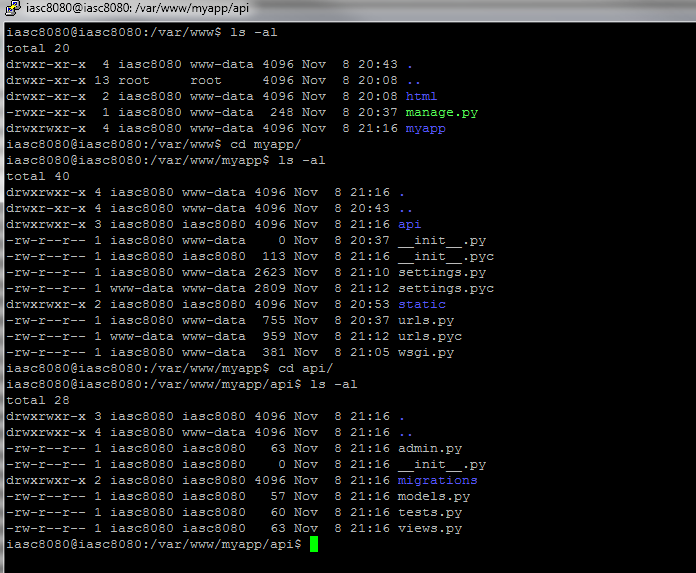 iasc8080@iasc8080: /var/www/myapp/api
iasc8080@iasc8080:/var/www$ ls -al
total 20
drwxr-xr-x  4 iasc8080 www-data 4096 Nov  8 20:43 .
drwxr-xr-x 13 root     root     4096 Nov  8 20:08 ..
drwxr-xr-x  2 iasc8080 www-data 4096 Nov  8 20:08 html
-rwxr-xr-x  1 iasc8080 www-data  248 Nov  8 20:37 manage.py
drwxrwxr-x  4 iasc8080 www-data 4096 Nov  8 21:16 myapp
iasc8080@iasc8080:/var/www$ cd myapp/
iasc8080@iasc8080:/var/www/myapp$ ls -al
total 40
drwxrwxr-x 4 iasc8080 www-data 4096 Nov  8 21:16 .
drwxr-xr-x 4 iasc8080 www-data 4096 Nov  8 20:43 ..
drwxrwxr-x 3 iasc8080 iasc8080 4096 Nov  8 21:16 api
-rw-r--r-- 1 iasc8080 www-data    0 Nov  8 20:37 __init__.py
-rw-r--r-- 1 iasc8080 iasc8080  113 Nov  8 21:16 __init__.pyc
-rw-r--r-- 1 iasc8080 www-data 2623 Nov  8 21:10 settings.py
-rw-r--r-- 1 www-data www-data 2809 Nov  8 21:12 settings.pyc
drwxrwxr-x 2 iasc8080 iasc8080 4096 Nov  8 20:53 static
-rw-r--r-- 1 iasc8080 www-data  755 Nov  8 20:37 urls.py
-rw-r--r-- 1 www-data www-data  959 Nov  8 21:12 urls.pyc
-rw-r--r-- 1 iasc8080 www-data  381 Nov  8 21:05 wsgi.py
iasc8080@iasc8080:/var/www/myapp$ cd api/
iasc8080@iasc8080:/var/www/myapp/api$ ls -al
total 28
drwxrwxr-x 3 iasc8080 iasc8080 4096 Nov  8 21:16 .
drwxrwxr-x 4 iasc8080 www-data 4096 Nov  8 21:16 ..
-rw-r--r-- 1 iasc8080 iasc8080   63 Nov  8 21:16 admin.py
-rw-r--r-- 1 iasc8080 iasc8080    0 Nov  8 21:16 __init__.py
drwxrwxr-x 2 iasc8080 iasc8080 4096 Nov  8 21:16 migrations
-rw-r--r-- 1 iasc8080 iasc8080   57 Nov  8 21:16 models.py
-rw-r--r-- 1 iasc8080 iasc8080   60 Nov  8 21:16 tests.py
-rw-r--r-- 1 iasc8080 iasc8080   63 Nov  8 21:16 views.py
iasc8080@iasc8080:/var/www/myapp/api$